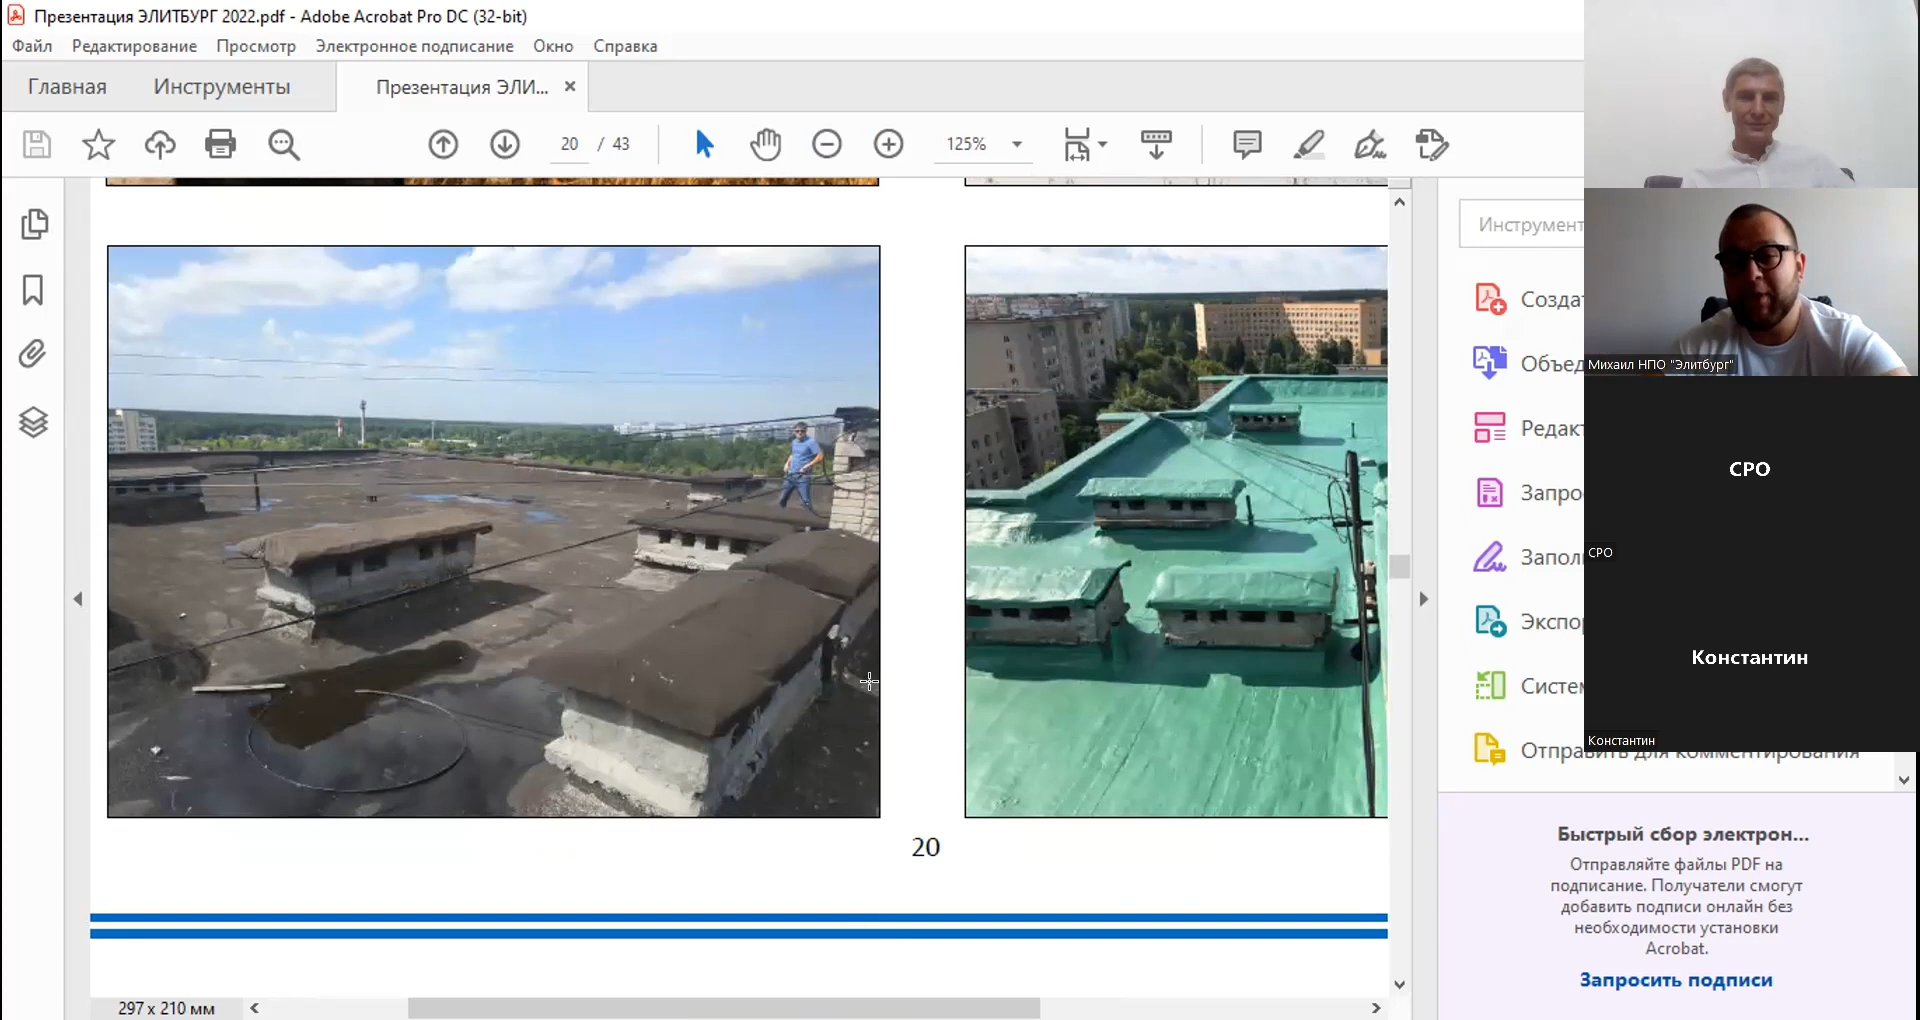 Презентация ЭЛИТБУРГ 2022.pdf - Adobe Acrobat Pro DC (32-bit)
Файл Редактирование Просмотр Электронное подписание Окно Справка
Главная Инструменты Презентация ЭЛИ... ×
20 / 43 125%
Инструмент
Создат
Объед
Редакт
Запро
Запол
Экспор
Систем
Отправить для комментирования
Михаил НПО "Элитбург"
СРО
СРО
Константин
Константин
20
Быстрый сбор электрон...
Отправляйте файлы PDF на
подписание. Получатели смогут
добавить подписи онлайн без
необходимости установки
Acrobat.
Запросить подписи
297 x 210 мм